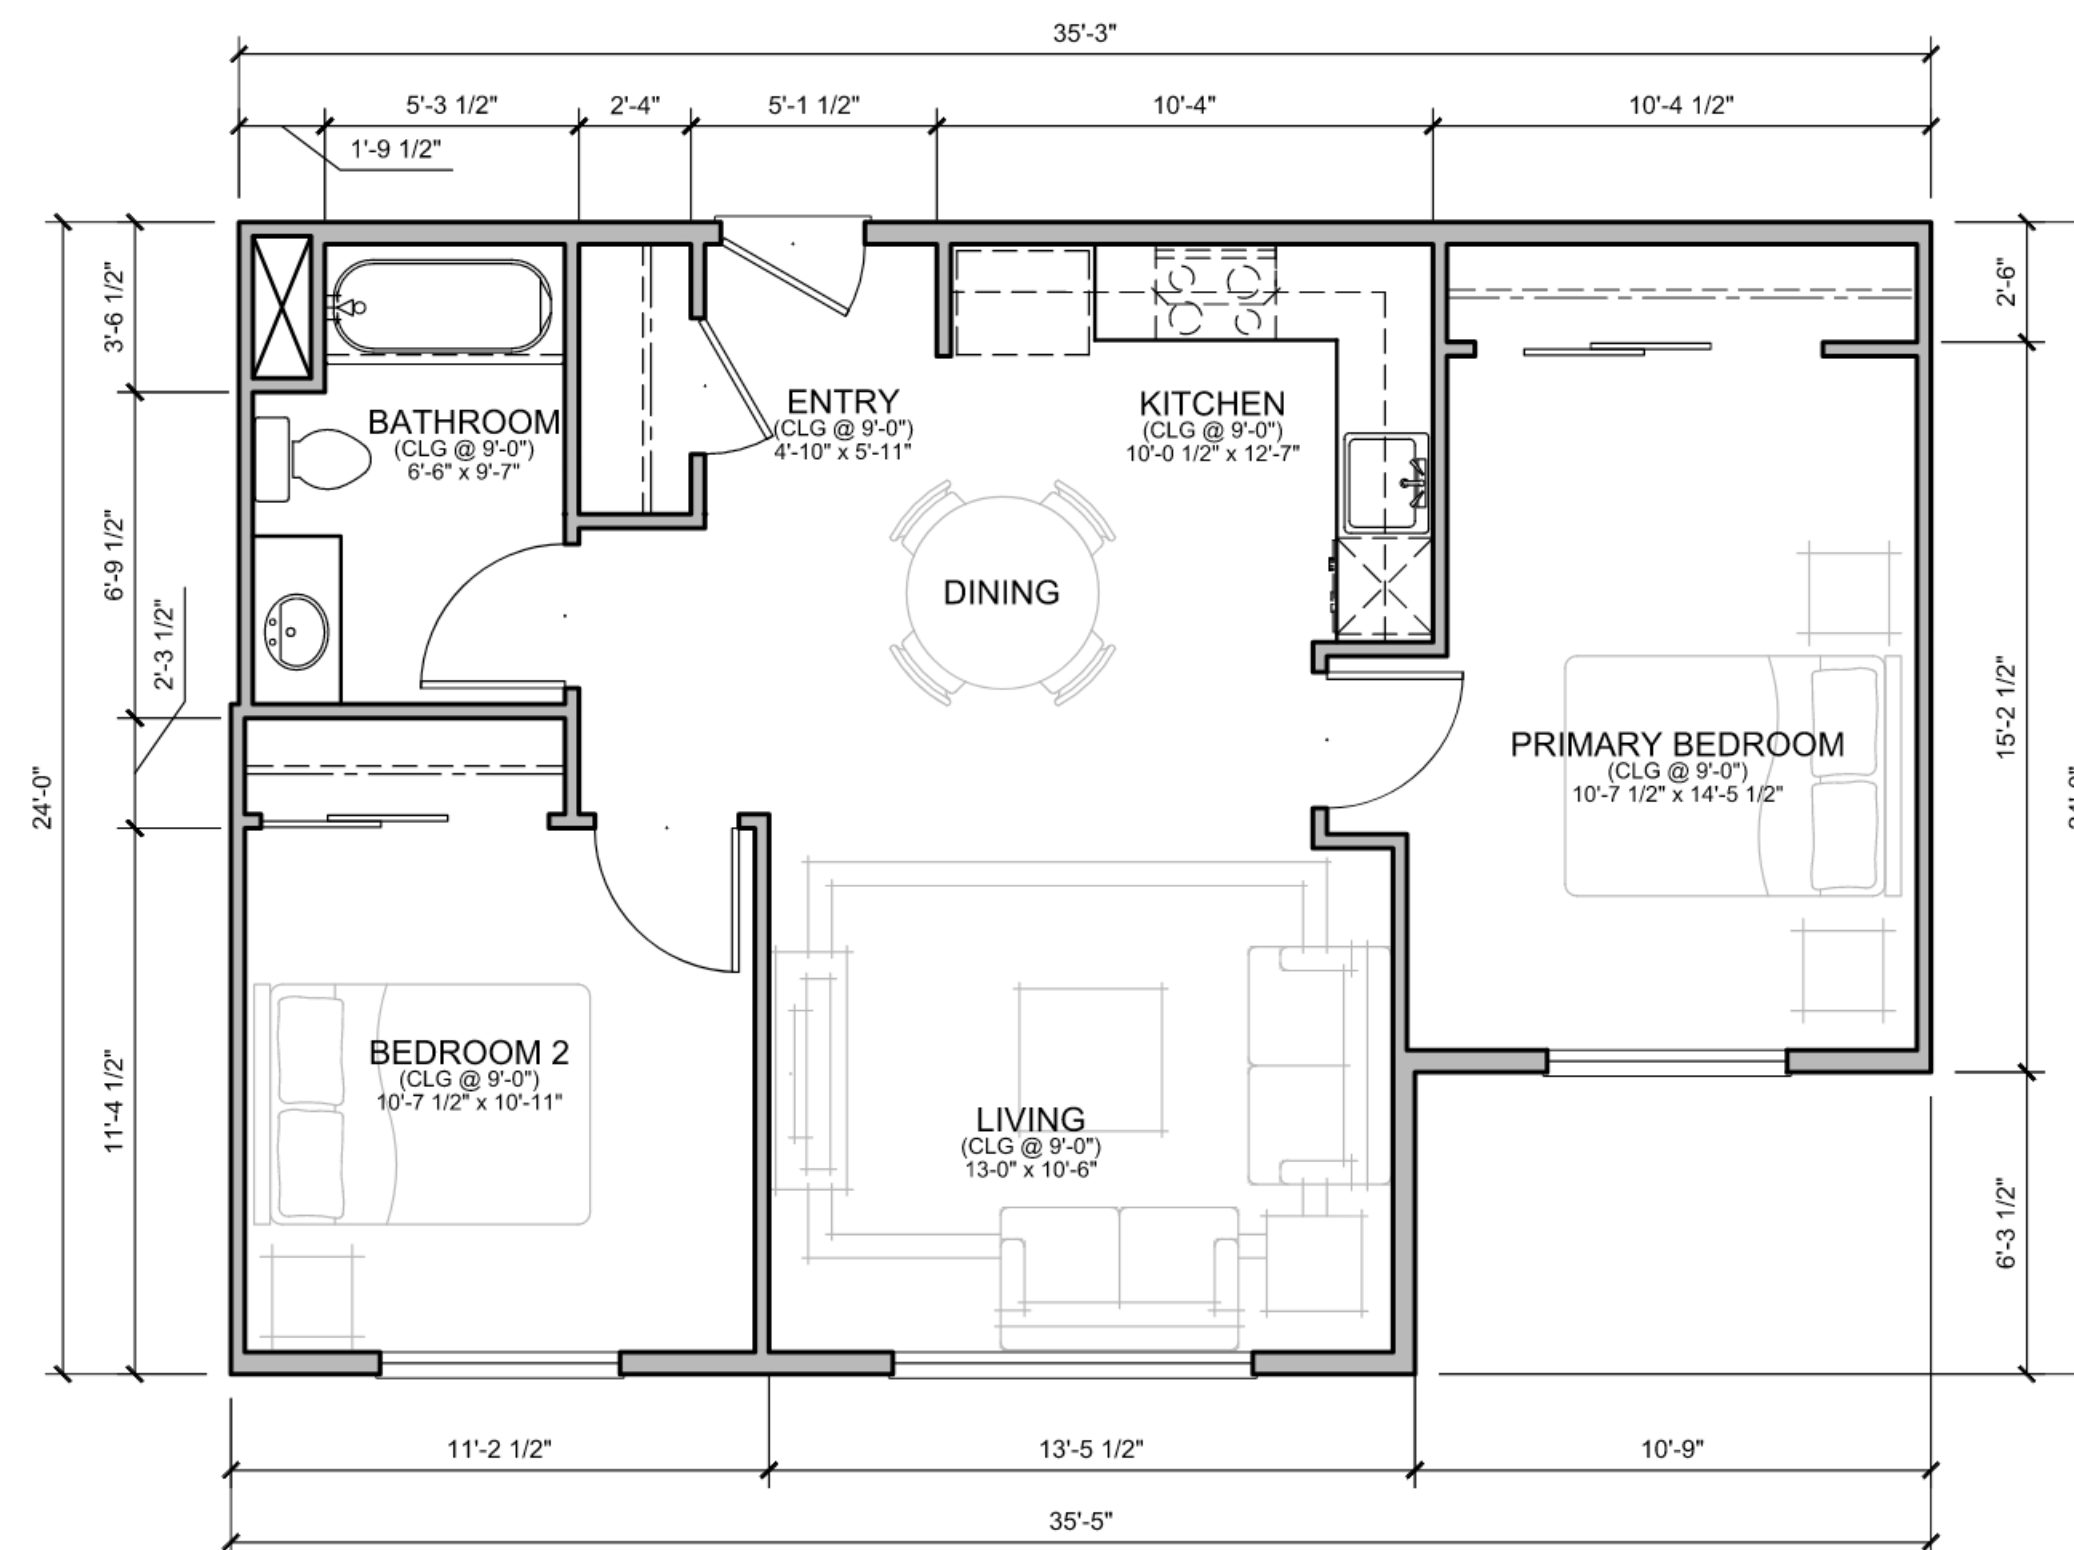 35'-3"
5'-3 1/2"
2'-4"
5'-1 1/2"
10'-4"
10'-4 1/2"
1'-9 1/2"
3'-6 1/2"
2'-6"
BATHROOM
(CLG @ 9'-0")
6'-6" x 9'-7"
ENTRY
(CLG @ 9'-0")
4'-10" x 5'-11"
KITCHEN
(CLG @ 9'-0")
10'-0 1/2" x 12'-7"
6'-9 1/2"
2'-3 1/2"
DINING
15'-2 1/2"
PRIMARY BEDROOM
(CLG @ 9'-0")
10'-7 1/2" x 14'-5 1/2"
24'-0"
11'-4 1/2"
BEDROOM 2
(CLG @ 9'-0")
10'-7 1/2" x 10'-11"
LIVING
(CLG @ 9'-0")
13-0" x 10'-6"
6'-3 1/2"
11'-2 1/2"
13'-5 1/2"
10'-9"
35'-5"